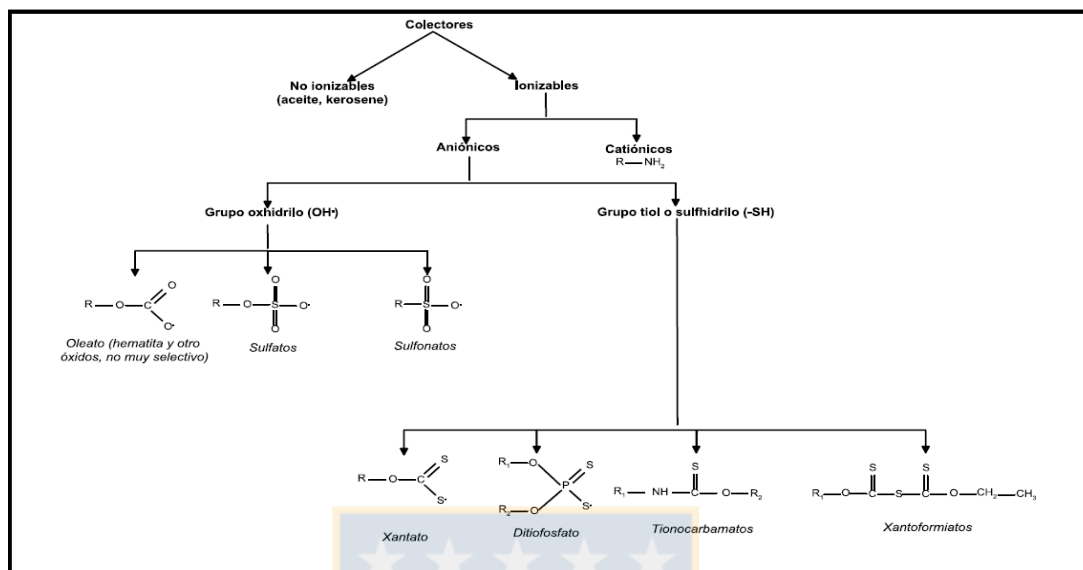 Colectores
No ionizables
(aceite, kerosene)
Ionizables
Aniónicos
Catiónicos
R—NH2
Grupo oxhidrilo (OH•)
Grupo tiol o sulfhidrilo (-SH)
R—O—C
O
O•
Oleato (hematita y otro
óxidos, no muy selectivo)
O
R—O—S—O•
O
Sulfatos
O
R—S—O•
O
Sulfonatos
S
R—O—C
S•
Xantato
R1—O
P
S
R2—O
S•
Ditiofosfato
S
R1—NH—C—O—R2
Tionocarbamatos
S S
R1—O—C—S—C—O—CH2—CH3
Xantoformiatos